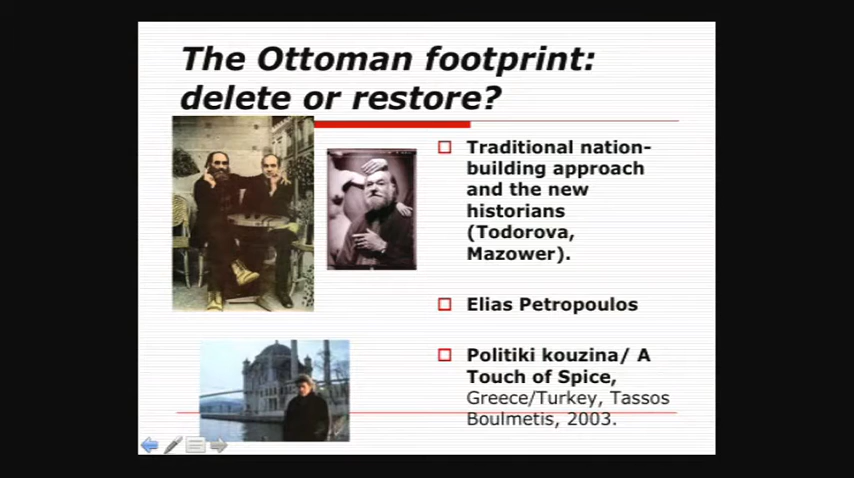 The Ottoman footprint:
delete or restore?
Traditional nation-
building approach
and the new
historians
(Todorova,
Mazower).
Elias Petropoulos
Politiki kouzina/ A
Touch of Spice,
Greece/Turkey, Tassos
Boulmetis, 2003.